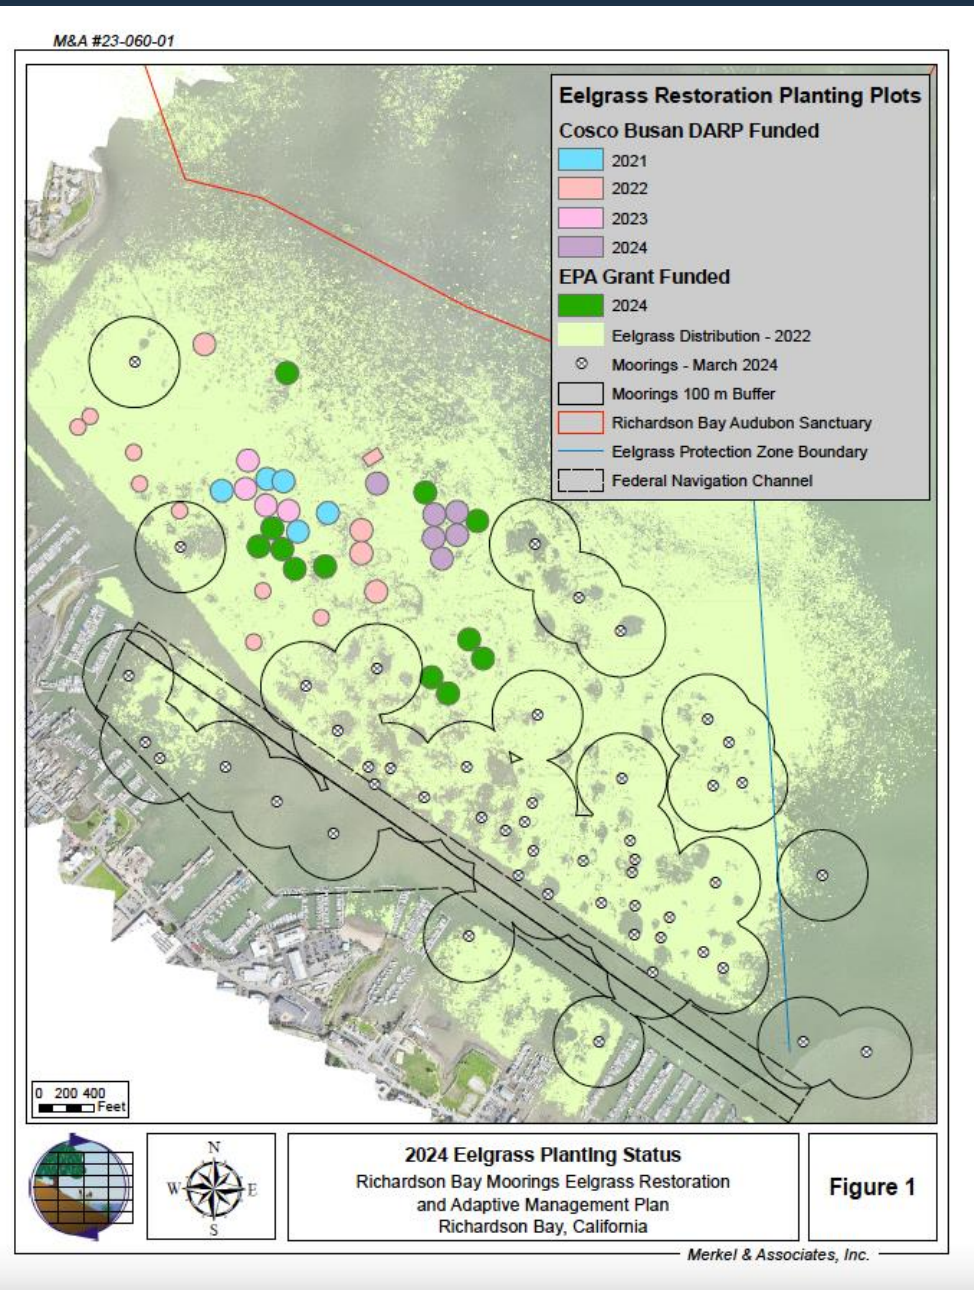 M&A #23-060-01
Eelgrass Restoration Planting Plots
Cosco Busan DARP Funded
2021
2022
2023
2024
EPA Grant Funded
2024
Eelgrass Distribution - 2022
Moorings - March 2024
Moorings 100 m Buffer
Richardson Bay Audubon Sanctuary
Eelgrass Protection Zone Boundary
Federal Navigation Channel
0 200 400
Feet
N
W E
S
2024 Eelgrass Planting Status
Richardson Bay Moorings Eelgrass Restoration
and Adaptive Management Plan
Richardson Bay, California
Figure 1
Merkel & Associates, Inc.